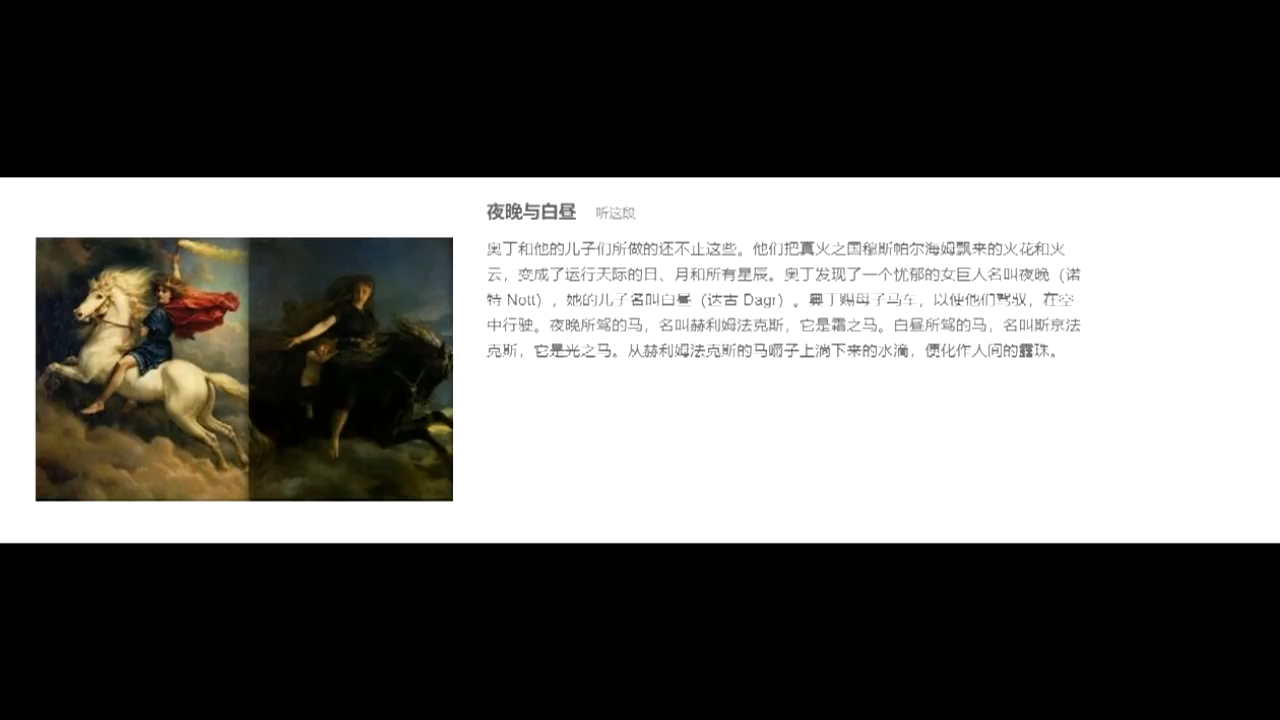 夜晚与白昼 听这段
奥丁和他的儿子们所做的还不止这些。他们把真火之国穆斯帕尔海姆飘来的火花和火
云，变成了运行天际的日、月和所有星辰。奥丁发现了一个忧郁的女巨人名叫夜晚（诺
特 Nott），她的儿子名叫白昼（达古 Dagr）。奥丁赐母子马车，以便他们驾驭，在空
中行驶。夜晚所驾的马，名叫赫利姆法克斯，它是霜之马。白昼所驾的马，名叫斯京法
克斯，它是光之马。从赫利姆法克斯的马嚼子上淌下来的水滴，便化作人间的露珠。